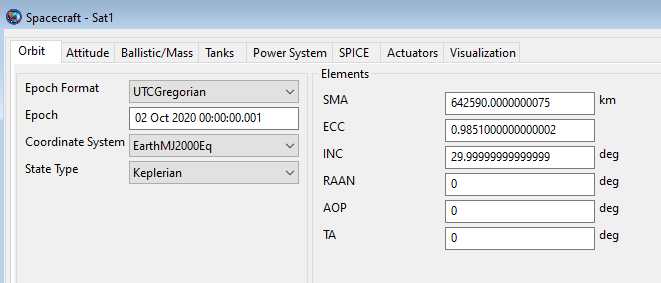 Spacecraft - Sat1
Orbit Attitude Ballistic/Mass Tanks Power System SPICE Actuators Visualization
Epoch Format UTCGregorian
Epoch 02 Oct 2020 00:00:00.001
Coordinate System EarthMJ2000Eq
State Type Keplerian
Elements
SMA 642590.0000000075 km
ECC 0.9851000000000002
INC 29.99999999999999 deg
RAAN 0 deg
AOP 0 deg
TA 0 deg